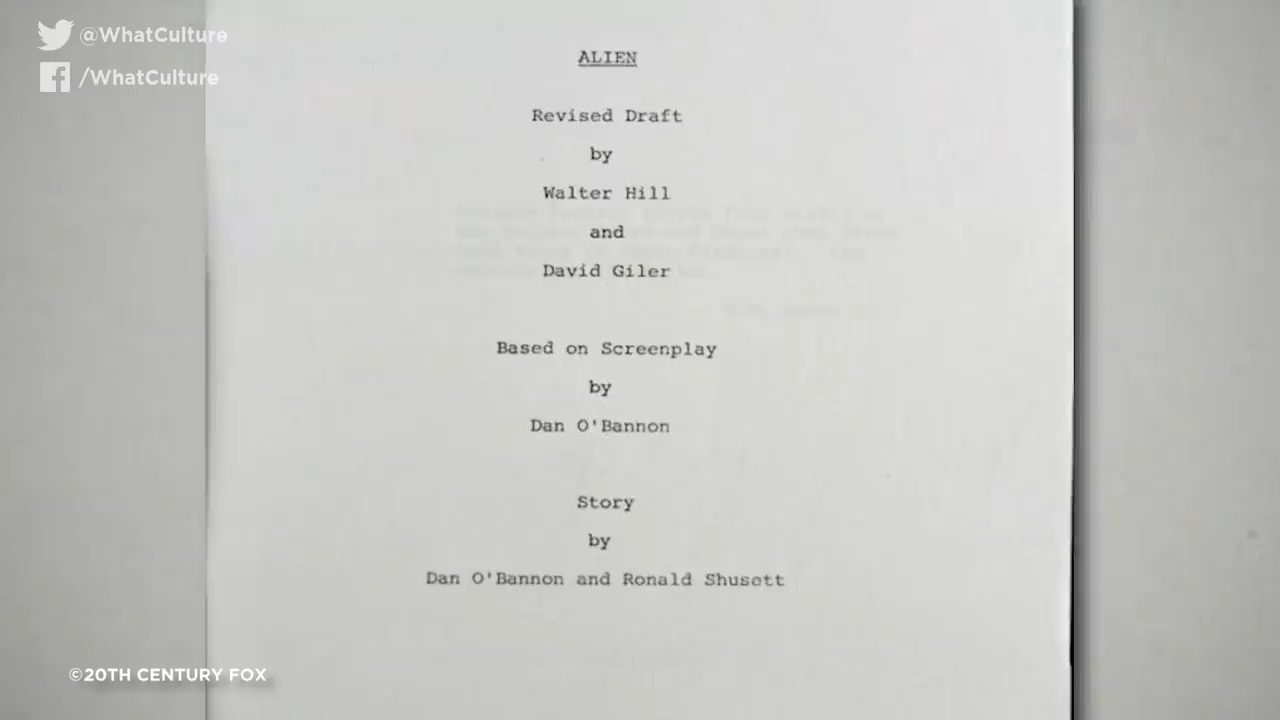 @WhatCulture
/WhatCulture
ALIEN
Revised Draft
by
Walter Hill
and
David Giler
Based on Screenplay
by
Dan O'Bannon
Story
by
Dan O'Bannon and Ronald Shusett
©20TH CENTURY FOX